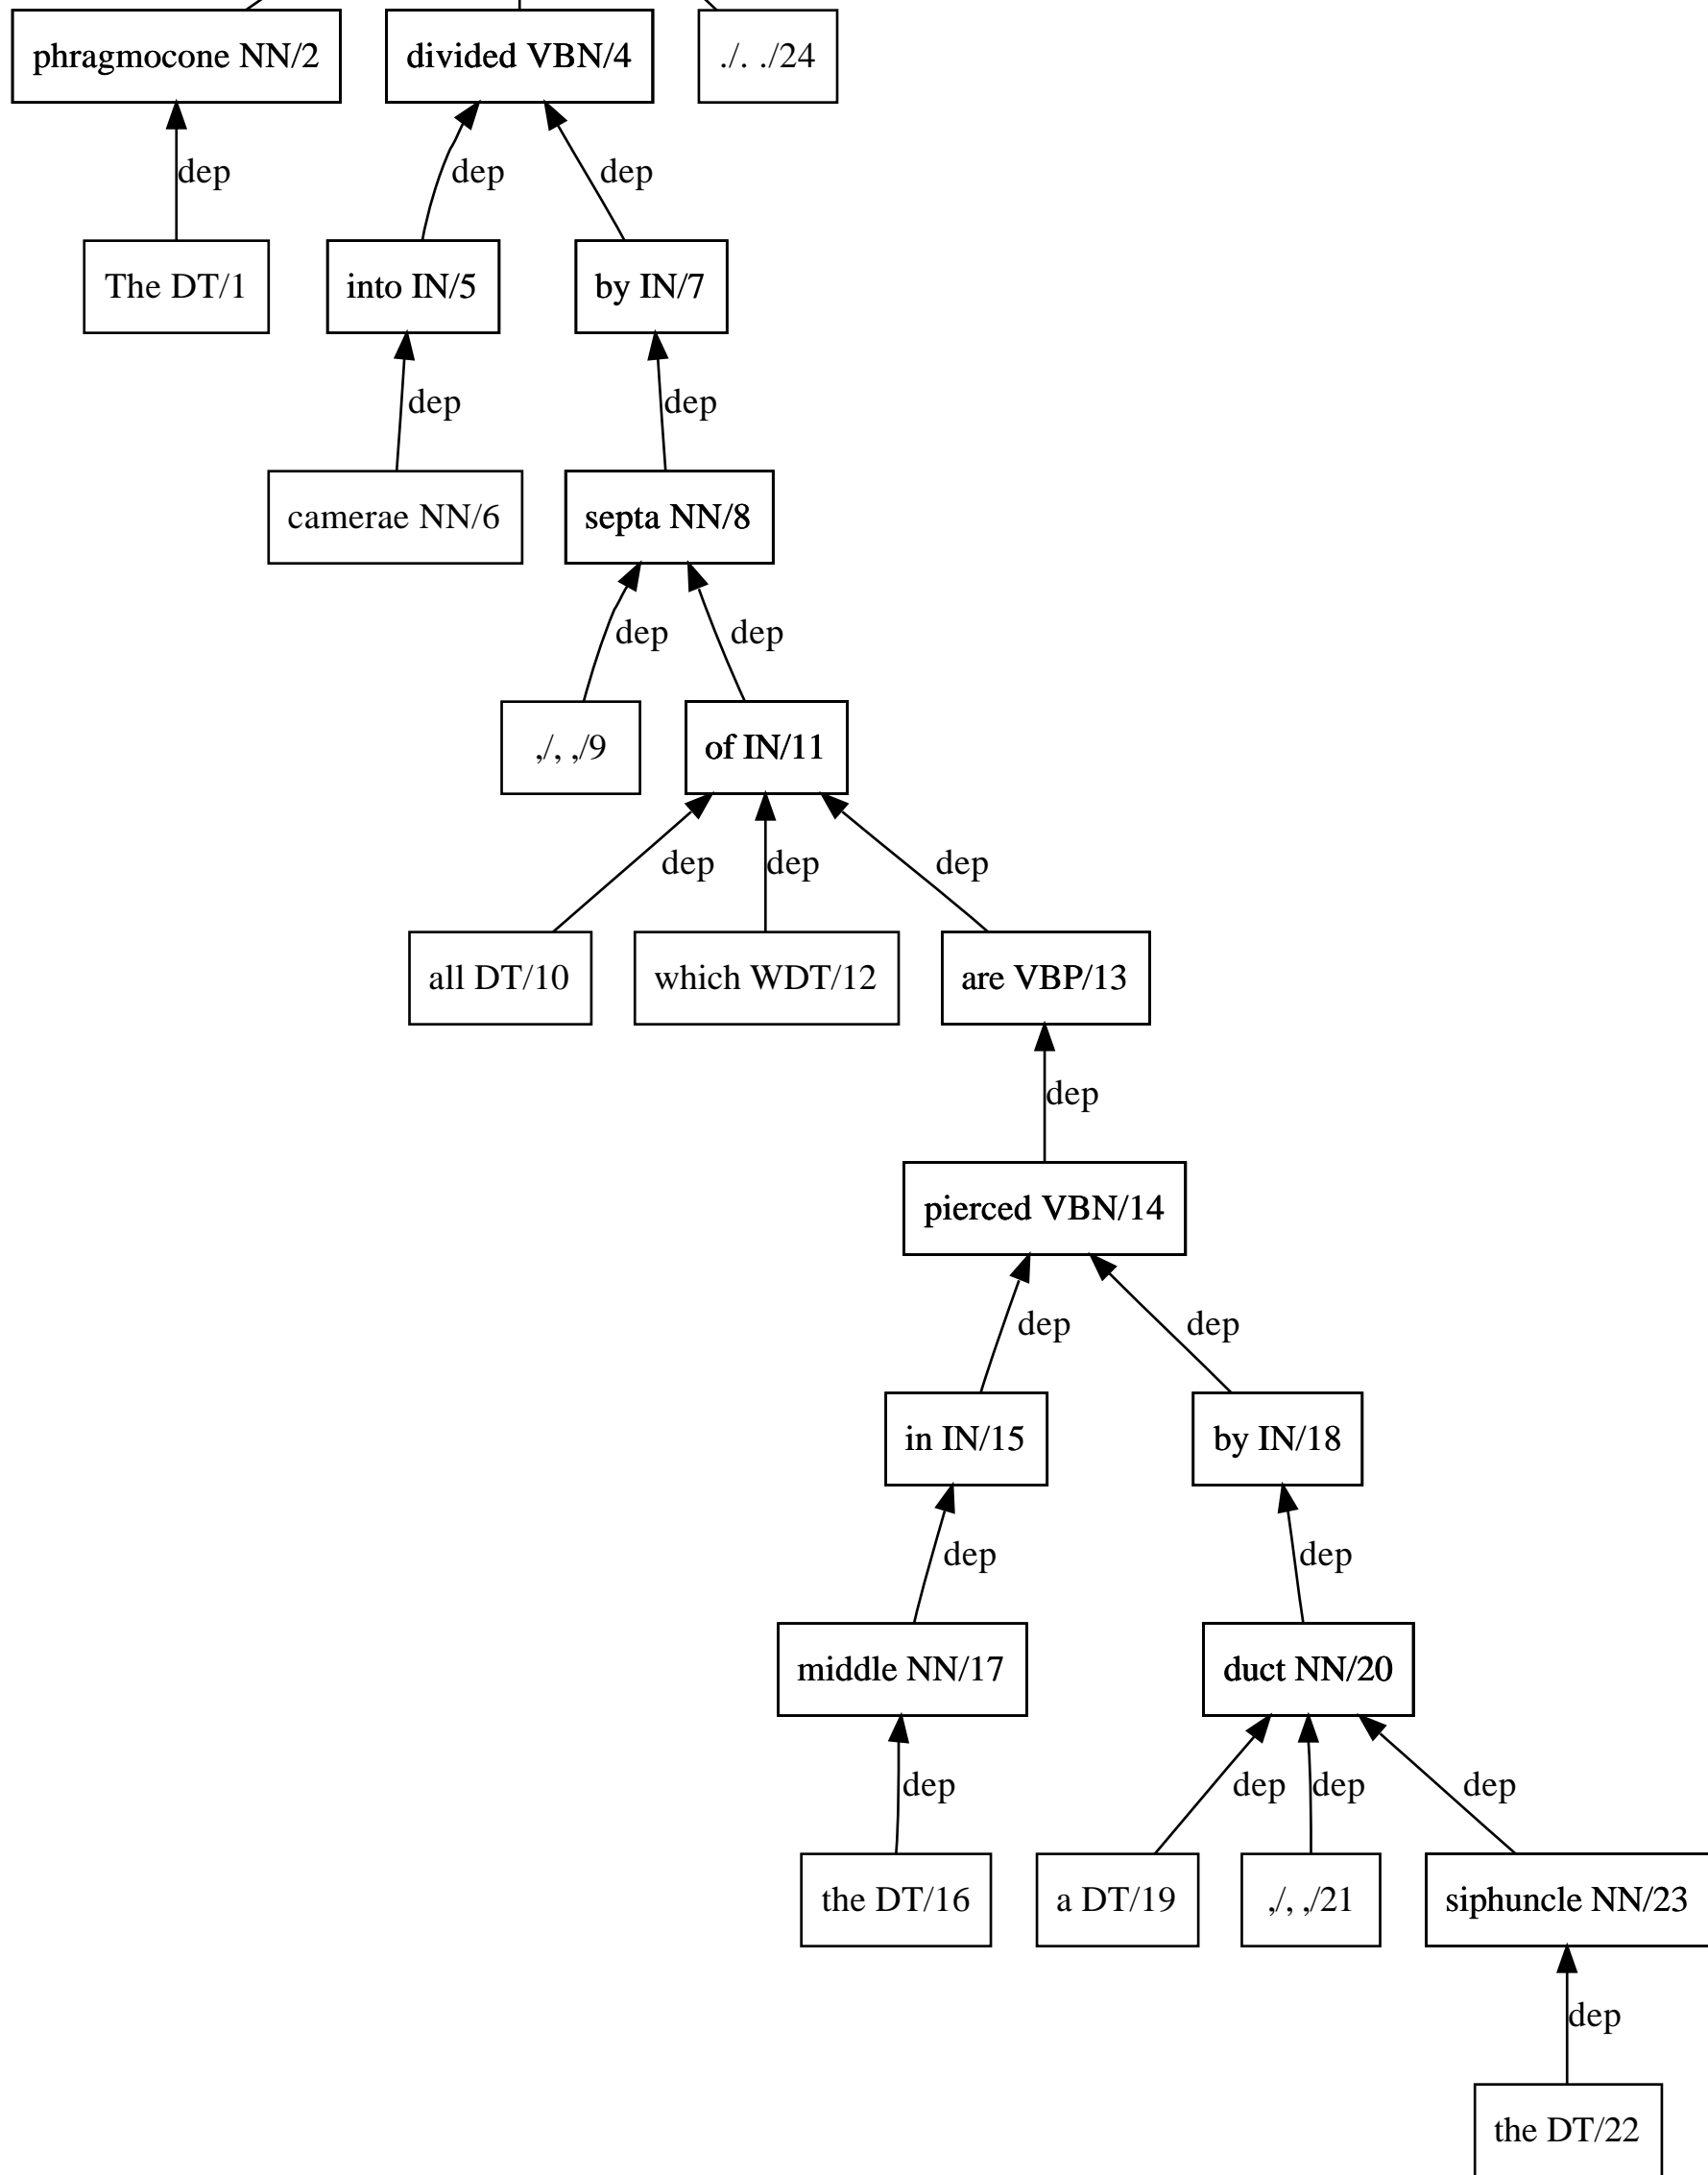 phragmocone NN/2 divided VBN/4 ./. ./24
dep dep dep
The DT/1 into IN/5 by IN/7
dep dep
camerae NN/6 septa NN/8
dep dep
,/, ,/9 of IN/11
dep dep dep
all DT/10 which WDT/12 are VBP/13
dep
pierced VBN/14
dep dep
in IN/15 by IN/18
dep dep
middle NN/17 duct NN/20
dep dep dep dep
the DT/16 a DT/19 ,/, ,/21 siphuncle NN/23
dep
the DT/22